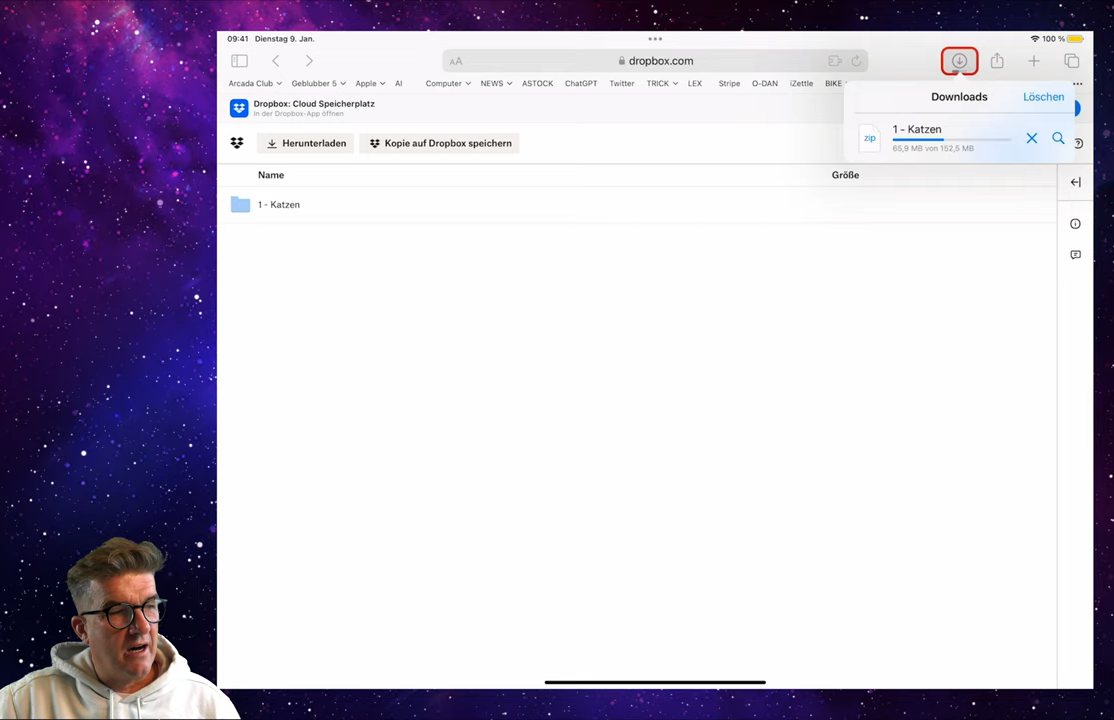 09:41 Dienstag 9. Jan.
100 %
AA
dropbox.com
Arcada Club Geblubber 5 Apple AI Computer NEWS ASTOCK ChatGPT Twitter TRICK LEX Stripe O-DAN iZettle BIKE
Dropbox: Cloud Speicherplatz
In der Dropbox-App öffnen
Downloads Löschen
zip
1 - Katzen
65,9 MB von 152,5 MB
Herunterladen Kopie auf Dropbox speichern
Name Größe
1 - Katzen